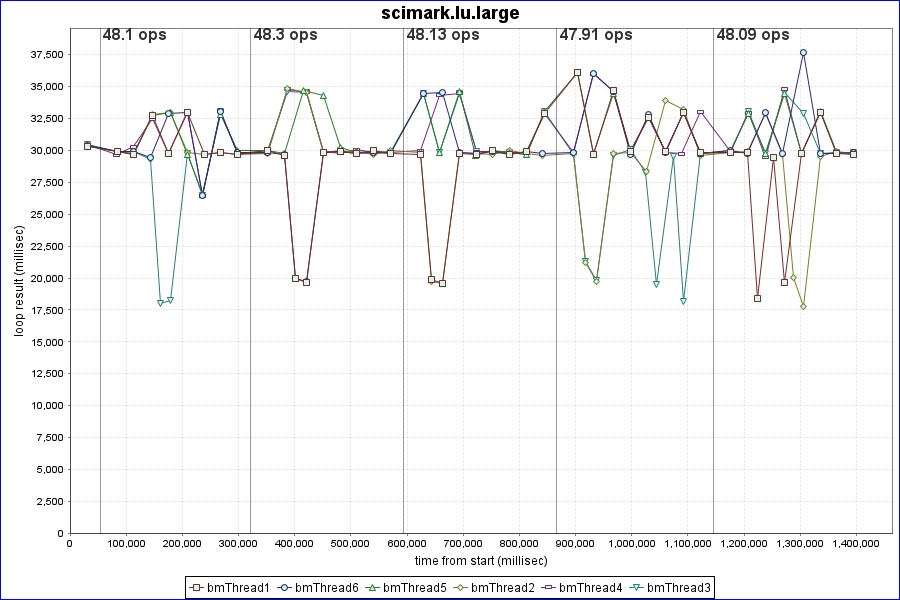 scimark.lu.large
48.1 ops 48.3 ops 48.13 ops 47.91 ops 48.09 ops
37,500
35,000
32,500
30,000
27,500
25,000
22,500
20,000
17,500
15,000
12,500
10,000
7,500
5,000
2,500
0
loop result (millisec)
0 100,000 200,000 300,000 400,000 500,000 600,000 700,000 800,000 900,000 1,000,000 1,100,000 1,200,000 1,300,000 1,400,000
time from start (millisec)
bmThread1 bmThread6 bmThread5 bmThread2 bmThread4 bmThread3